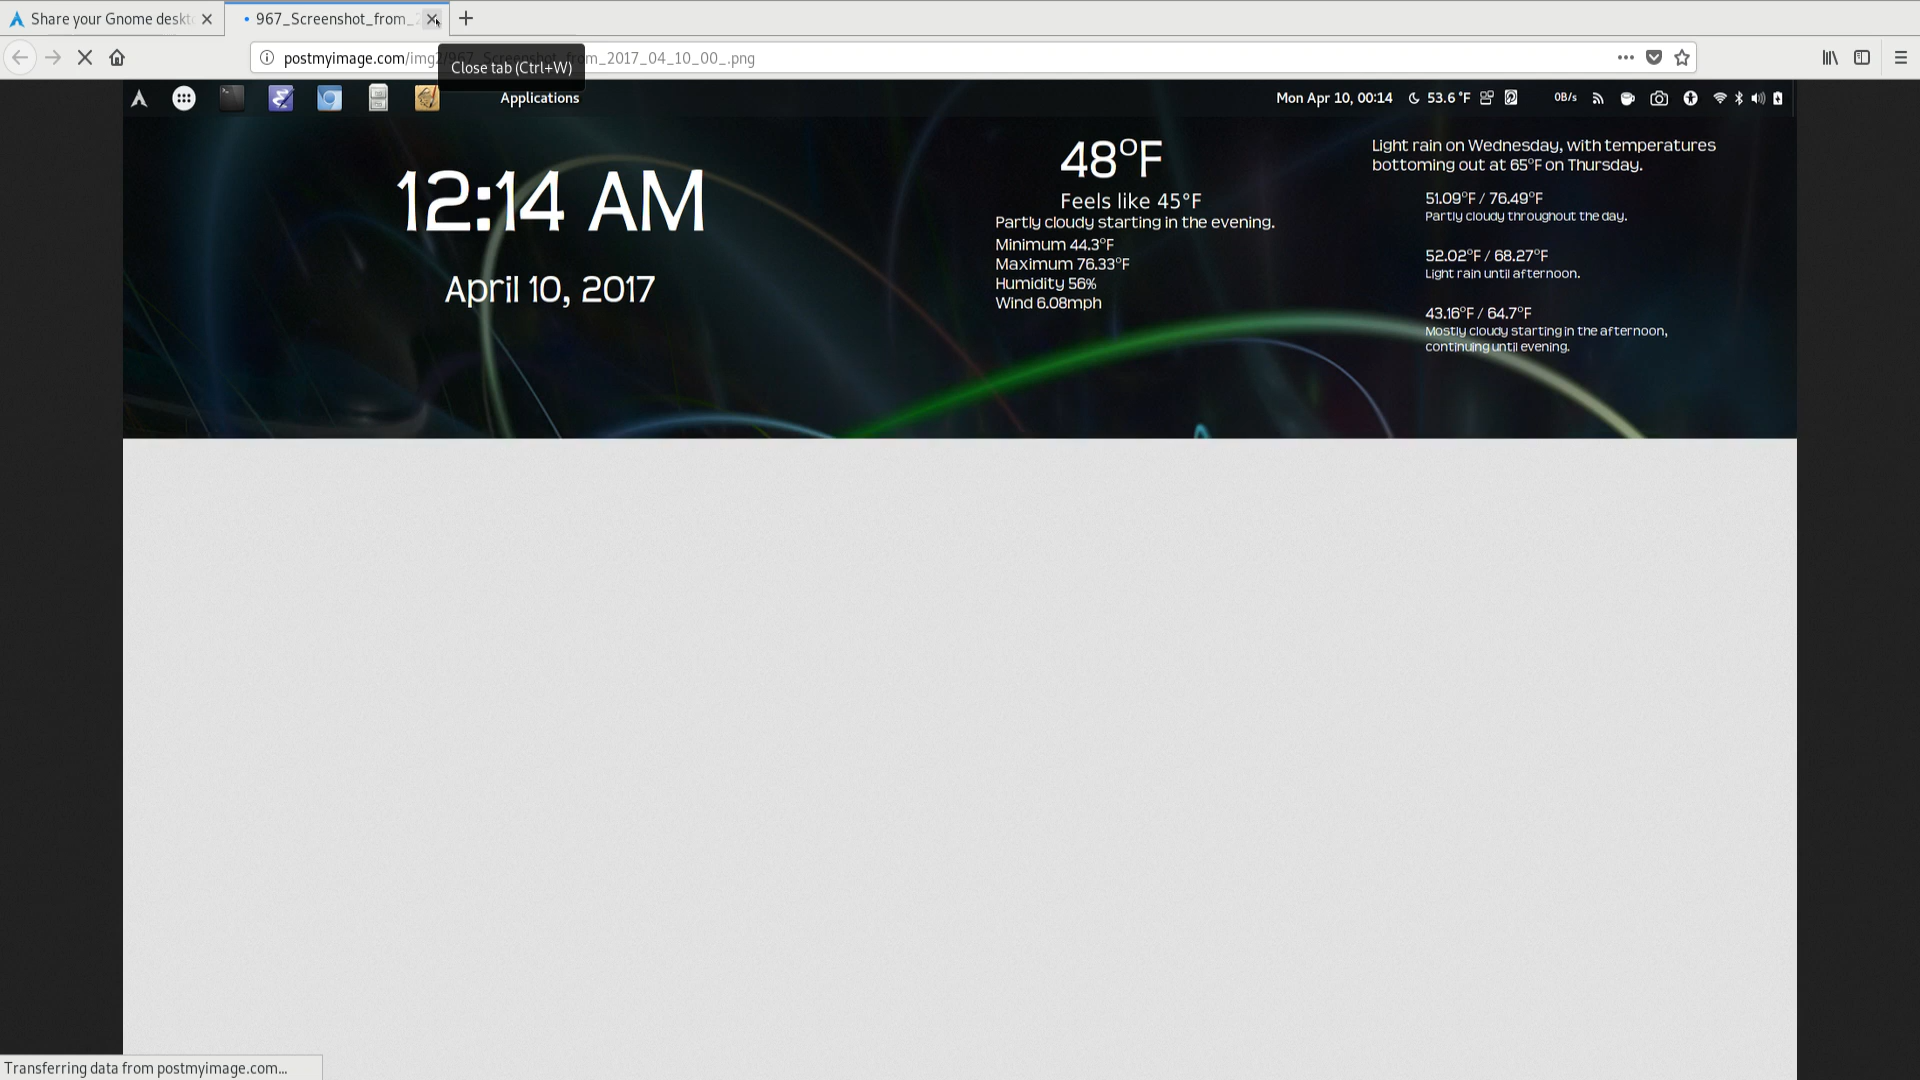 Share your Gnome deskt
967_Screenshot_from_2
postmyimage.com/img2/967_Screenshot_from_2017_04_10_00_.png
Close tab (Ctrl+W)
Applications
Mon Apr 10, 00:14
53.6 °F
0B/s
12:14 AM
April 10, 2017
48°F
Feels like 45°F
Partly cloudy starting in the evening.
Minimum 44.3°F
Maximum 76.33°F
Humidity 56%
Wind 6.08mph
Light rain on Wednesday, with temperatures
bottoming out at 65°F on Thursday.
51.09°F / 76.49°F
Partly cloudy throughout the day.
52.02°F / 68.27°F
Light rain until afternoon.
43.16°F / 64.7°F
Mostly cloudy starting in the afternoon,
continuing until evening.
Transferring data from postmyimage.com...